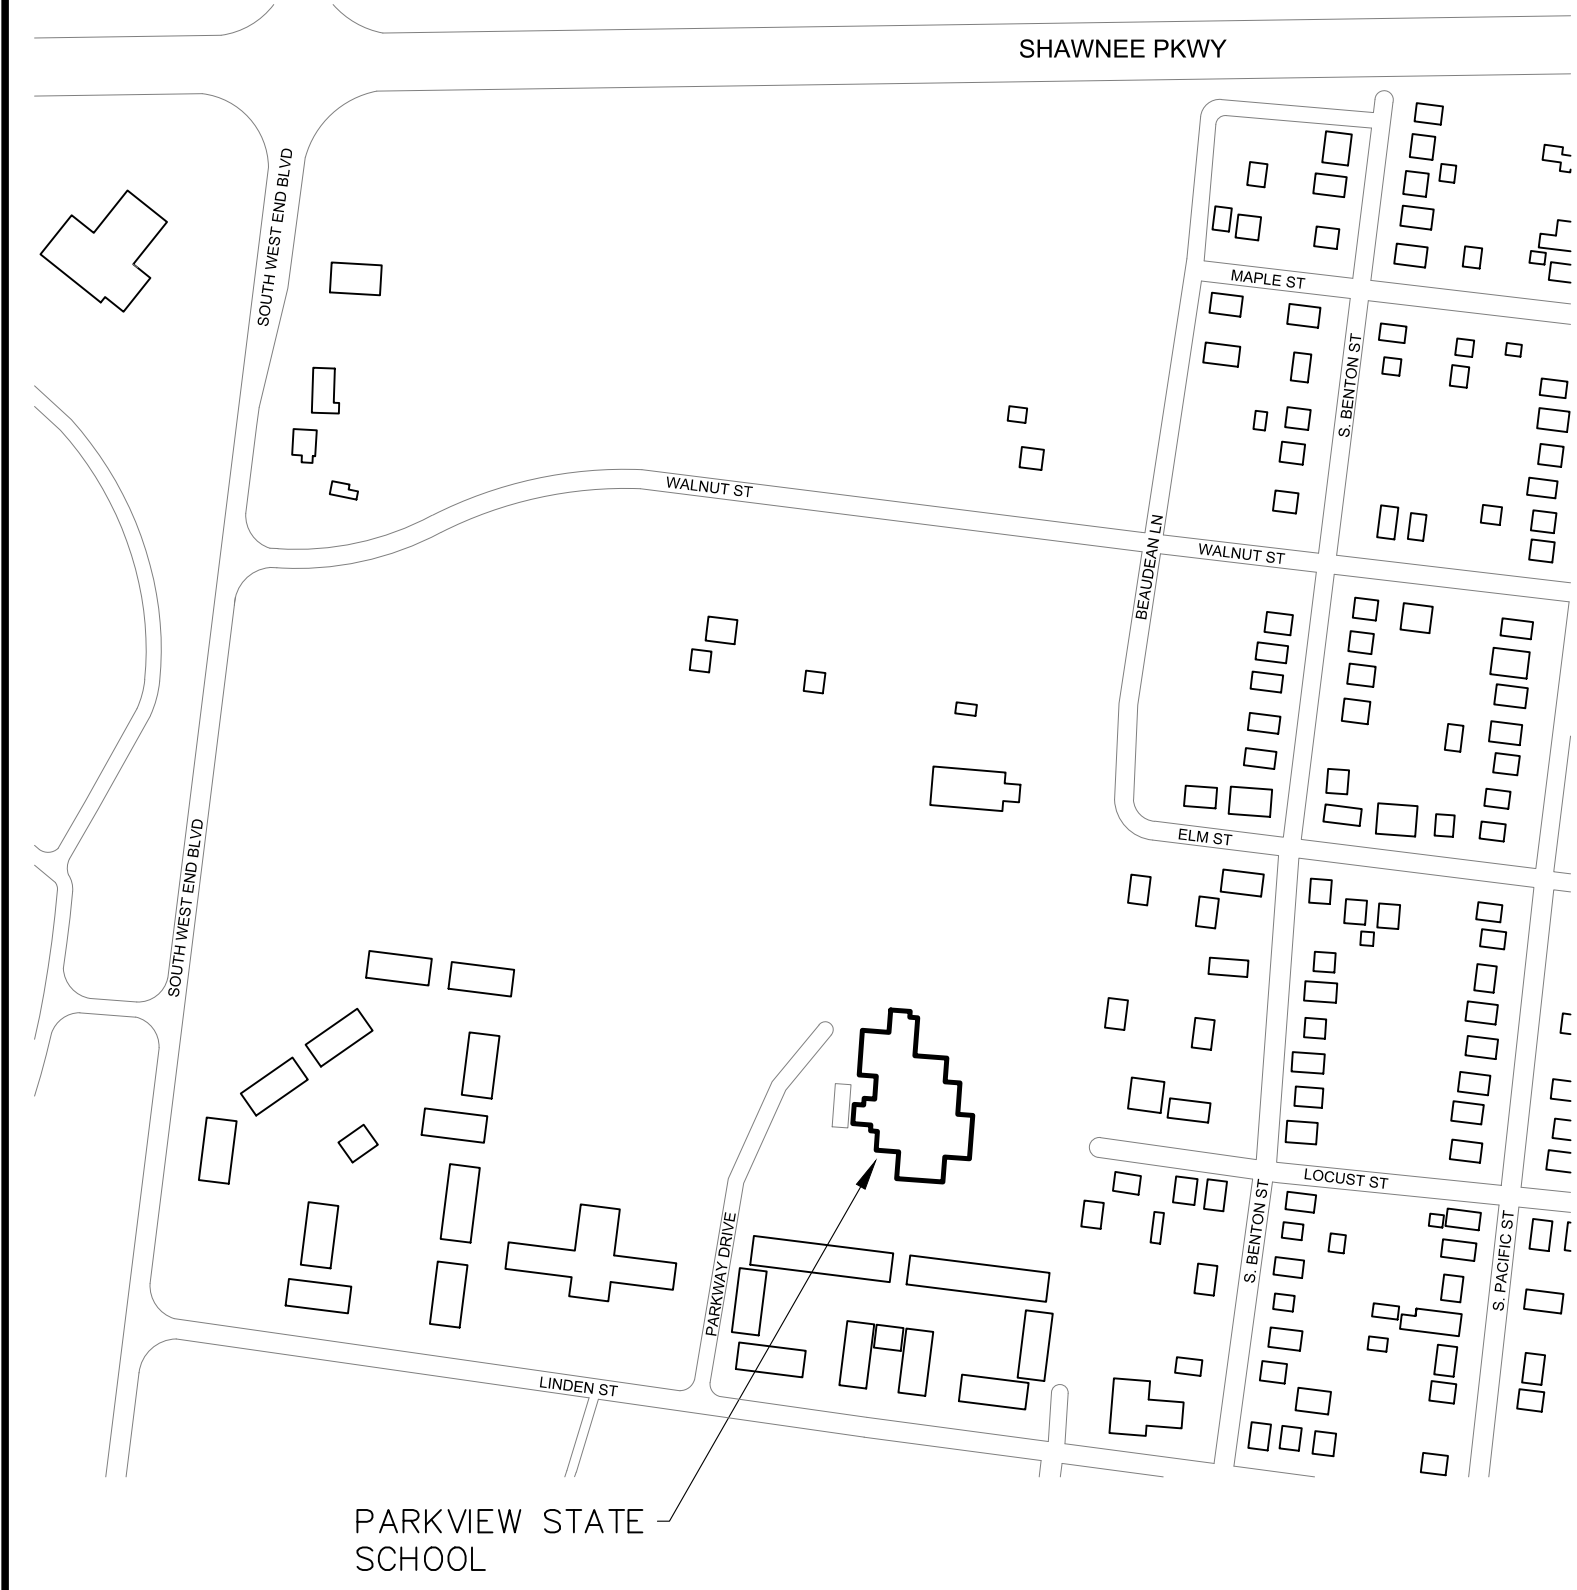 SHAWNEE PKWY
SOUTH WEST END BLVD
MAPLE ST
S. BENTON ST
WALNUT ST
WALNUT ST
BEAUDEAN LN
ELM ST
SOUTH WEST END BLVD
LOCUST ST
S. BENTON ST
S. PACIFIC ST
PARKWAY DRIVE
LINDEN ST
PARKVIEW STATE
SCHOOL